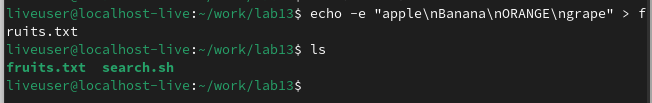 liveuser@localhost-live:~/work/lab13$ echo -e "apple\nBanana\nORANGE\ngrape" > f
ruits.txt
liveuser@localhost-live:~/work/lab13$ ls
fruits.txt  search.sh
liveuser@localhost-live:~/work/lab13$